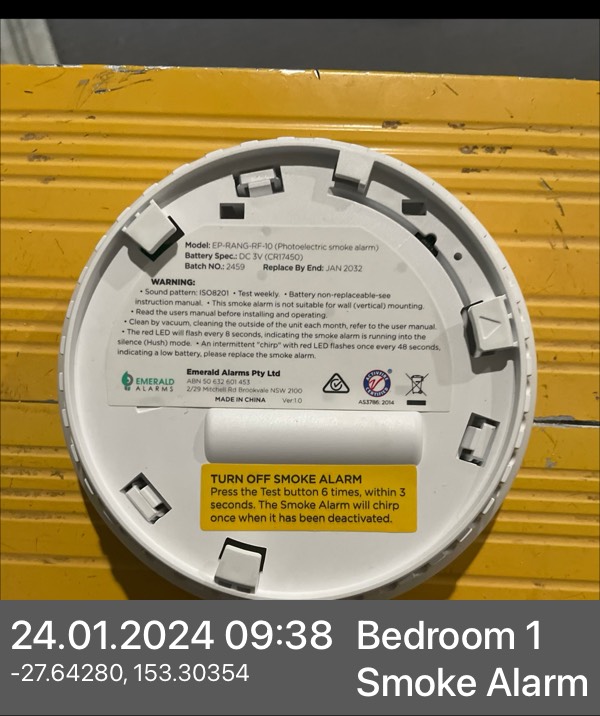 Model: EP-RANG-RF-10 (Photoelectric smoke alarm)
Battery Spec.: DC 3V (CR17450)
Batch NO.: 2459 Replace By End: JAN 2032
WARNING:
• Sound pattern: ISO8201 • Test weekly. • Battery non-replaceable-see
instruction manual. • This smoke alarm is not suitable for wall (vertical) mounting.
• Read the users manual before installing and operating.
• Clean by vacuum, cleaning the outside of the unit each month, refer to the user manual.
• The red LED will flash every 8 seconds, indicating the smoke alarm is running into the
silence (Hush) mode. • An intermittent "chirp" with red LED flashes once every 48 seconds,
indicating a low battery, please replace the smoke alarm.
EMERALD
ALARMS
Emerald Alarms Pty Ltd
ABN 50 632 601 453
2/29 Mitchell Rd Brookvale NSW 2100
MADE IN CHINA Ver1.0
AS3786: 2014
TURN OFF SMOKE ALARM
Press the Test button 6 times, within 3
seconds. The Smoke Alarm will chirp
once when it has been deactivated.
24.01.2024 09:38
-27.64280, 153.30354
Bedroom 1
Smoke Alarm